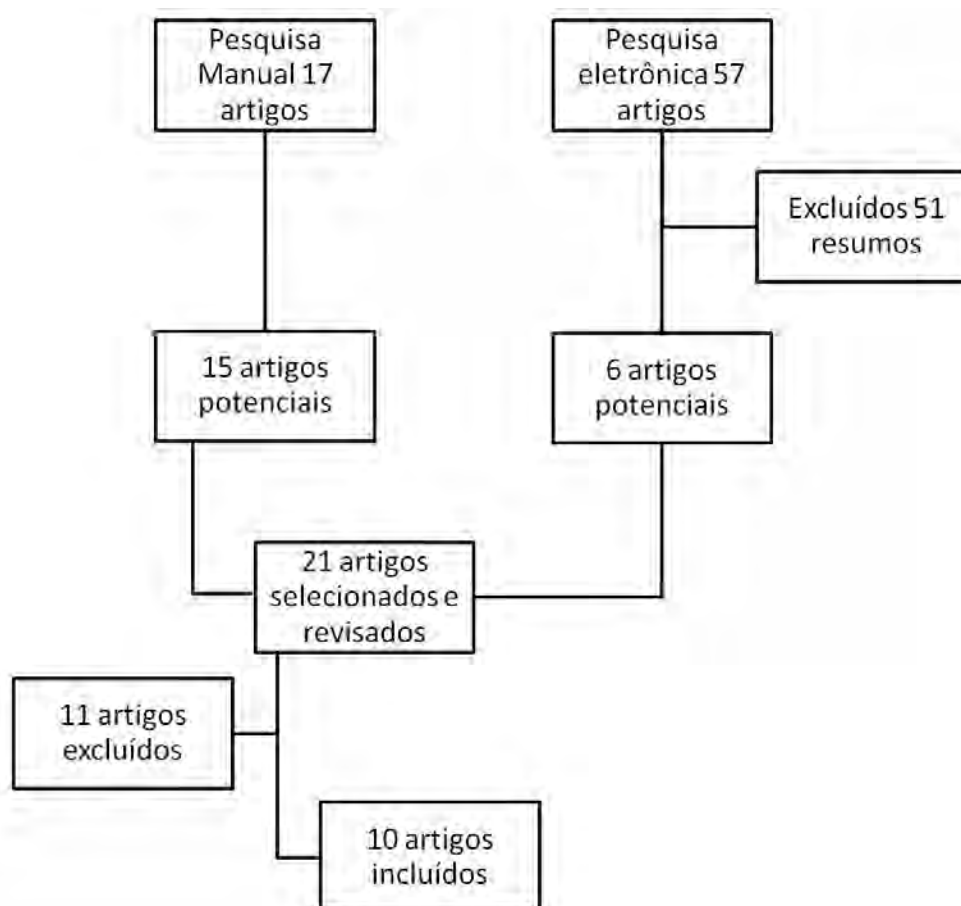 Pesquisa
Manual 17
artigos
Pesquisa
eletrônica 57
artigos
Excluídos 51
resumos
15 artigos
potenciais
6 artigos
potenciais
21 artigos
selecionados e
revisados
11 artigos
excluídos
10 artigos
incluídos